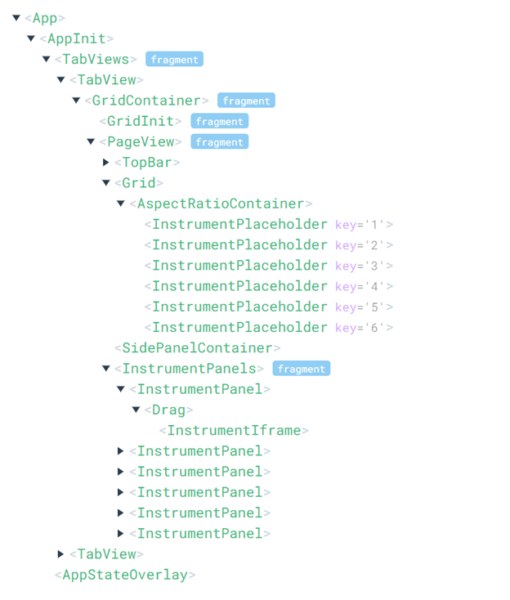 <App>
<AppInit>
<TabViews> fragment
<TabView>
<GridContainer> fragment
<GridInit> fragment
<PageView> fragment
<TopBar>
<Grid>
<AspectRatioContainer>
<InstrumentPlaceholder key='1'>
<InstrumentPlaceholder key='2'>
<InstrumentPlaceholder key='3'>
<InstrumentPlaceholder key='4'>
<InstrumentPlaceholder key='5'>
<InstrumentPlaceholder key='6'>
<SidePanelContainer>
<InstrumentPanels> fragment
<InstrumentPanel>
<Drag>
<InstrumentIframe>
<InstrumentPanel>
<InstrumentPanel>
<InstrumentPanel>
<InstrumentPanel>
<InstrumentPanel>
<TabView>
<AppStateOverlay>